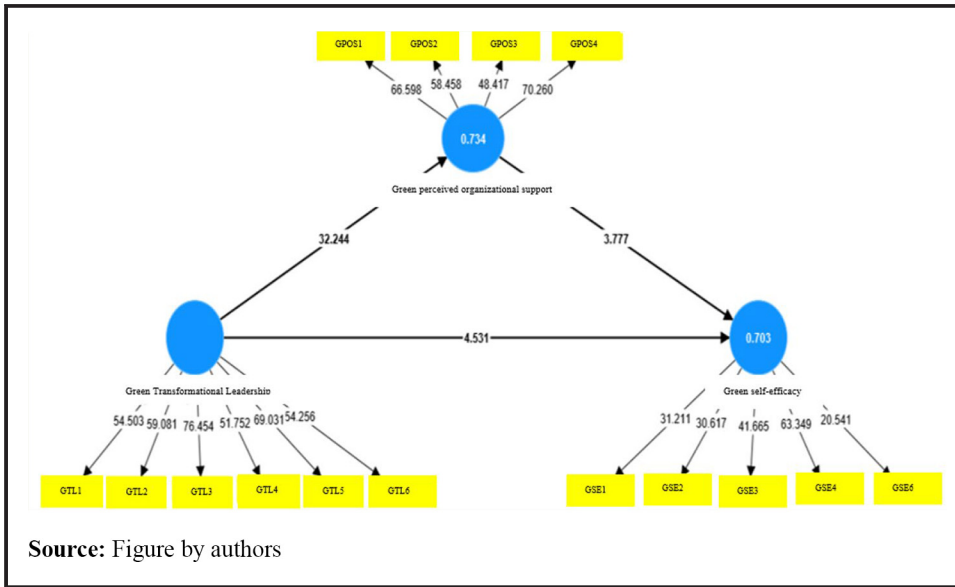 GPOS1 GPOS2 GPOS3 GPOS4
66.598 58.458 48.417 70.260
0.734
Green perceived organizational support
32.244 3.777
4.531 0.703
Green Transformational Leadership Green self-efficacy
54.503 59.081 76.454 51.752 69.031 54.256 31.211 30.617 41.665 63.349 20.541
GTL1 GTL2 GTL3 GTL4 GTL5 GTL6 GSE1 GSE2 GSE3 GSE4 GSE6
Source: Figure by authors